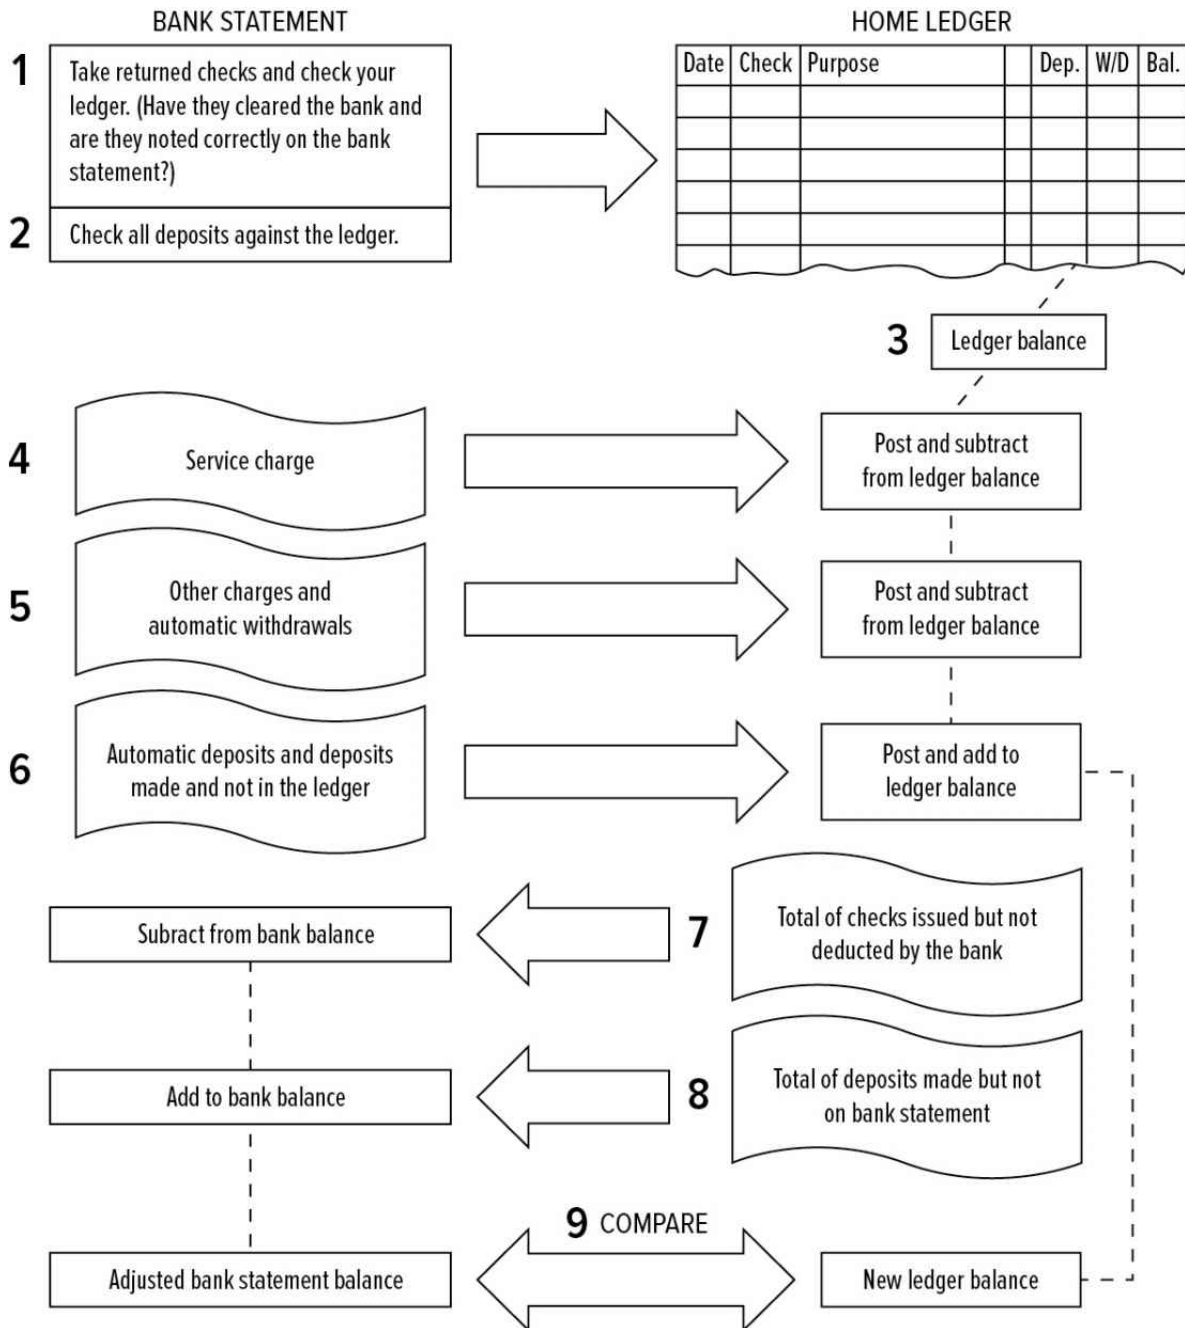 BANK STATEMENT
HOME LEDGER
1
Take returned checks and check your
ledger. (Have they cleared the bank and
are they noted correctly on the bank
statement?)
Date Check Purpose Dep. W/D Bal.
2
Check all deposits against the ledger.
3
Ledger balance
4
Service charge
Post and subtract
from ledger balance
5
Other charges and
automatic withdrawals
Post and subtract
from ledger balance
6
Automatic deposits and deposits
made and not in the ledger
Post and add to
ledger balance
Subract from bank balance
7
Total of checks issued but not
deducted by the bank
Add to bank balance
8
Total of deposits made but not
on bank statement
9 COMPARE
Adjusted bank statement balance
New ledger balance